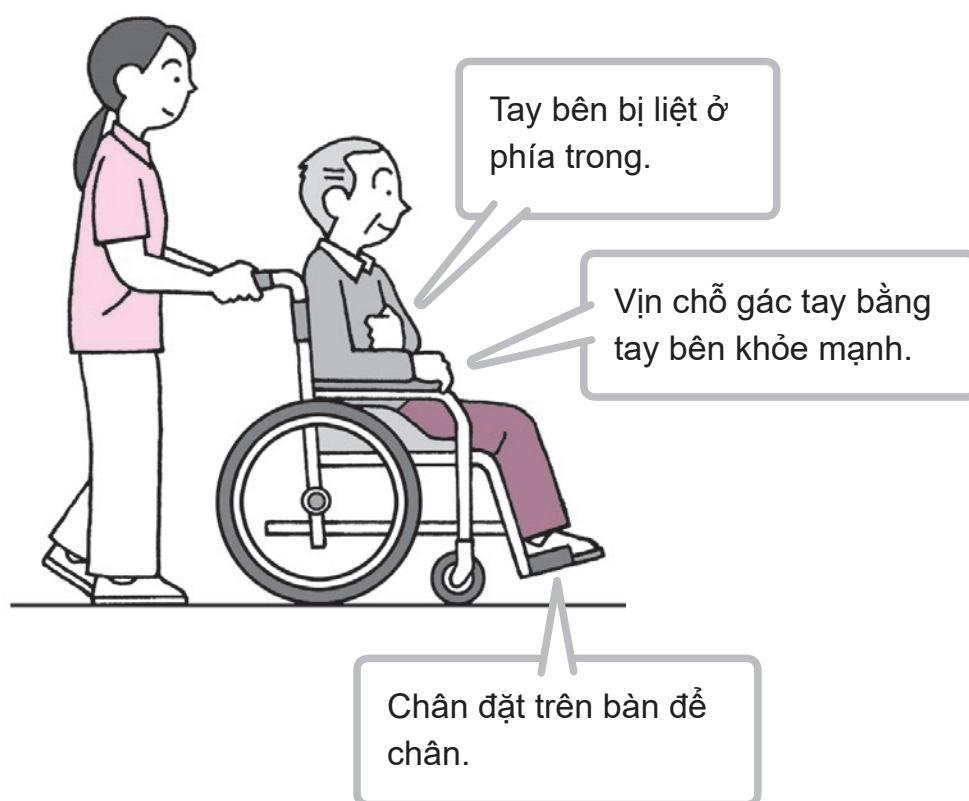 Tay bên bị liệt ở
phía trong.
Vịn chỗ gác tay bằng
tay bên khỏe mạnh.
Chân đặt trên bàn để
chân.